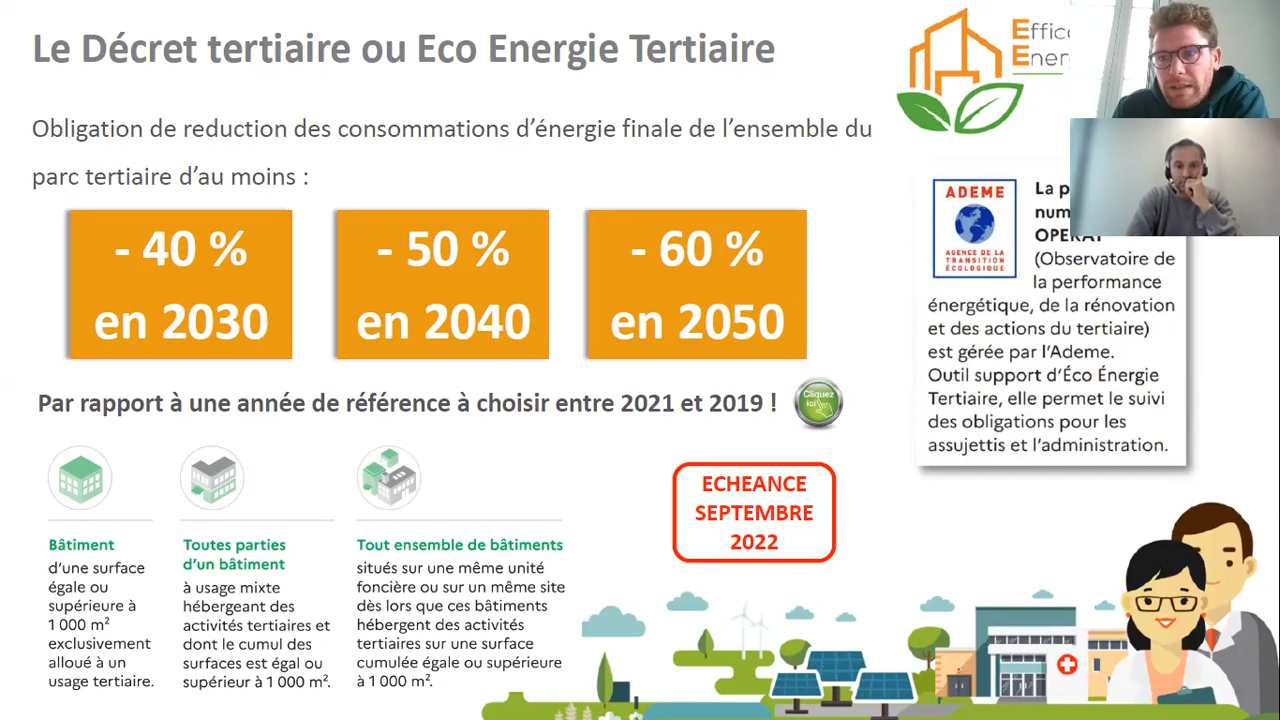 Le Décret tertiaire ou Eco Energie Tertiaire
Obligation de reduction des consommations d'énergie finale de l'ensemble du
parc tertiaire d'au moins :
- 40 %
en 2030
- 50 %
en 2040
- 60 %
en 2050
Par rapport à une année de référence à choisir entre 2021 et 2019 !
Cliquez
ici
Bâtiment
d'une surface
égale ou
supérieure à
1 000 m²
exclusivement
alloué à un
usage tertiaire.
Toutes parties
d'un bâtiment
à usage mixte
hébergeant des
activités tertiaires et
dont le cumul des
surfaces est égal ou
supérieur à 1 000 m².
Tout ensemble de bâtiments
situés sur une même unité
foncière ou sur un même site
dès lors que ces bâtiments
hébergent des activités
tertiaires sur une surface
cumulée égale ou supérieure
à 1 000 m².
ECHEANCE
SEPTEMBRE
2022
ADEME
AGENCE DE LA
TRANSITION
ÉCOLOGIQUE
La
OPERAT
(Observatoire de
la performance
énergétique, de la rénovation
et des actions du tertiaire)
est gérée par l'Ademe.
Outil support d'Éco Énergie
Tertiaire, elle permet le suivi
des obligations pour les
assujettis et l'administration.